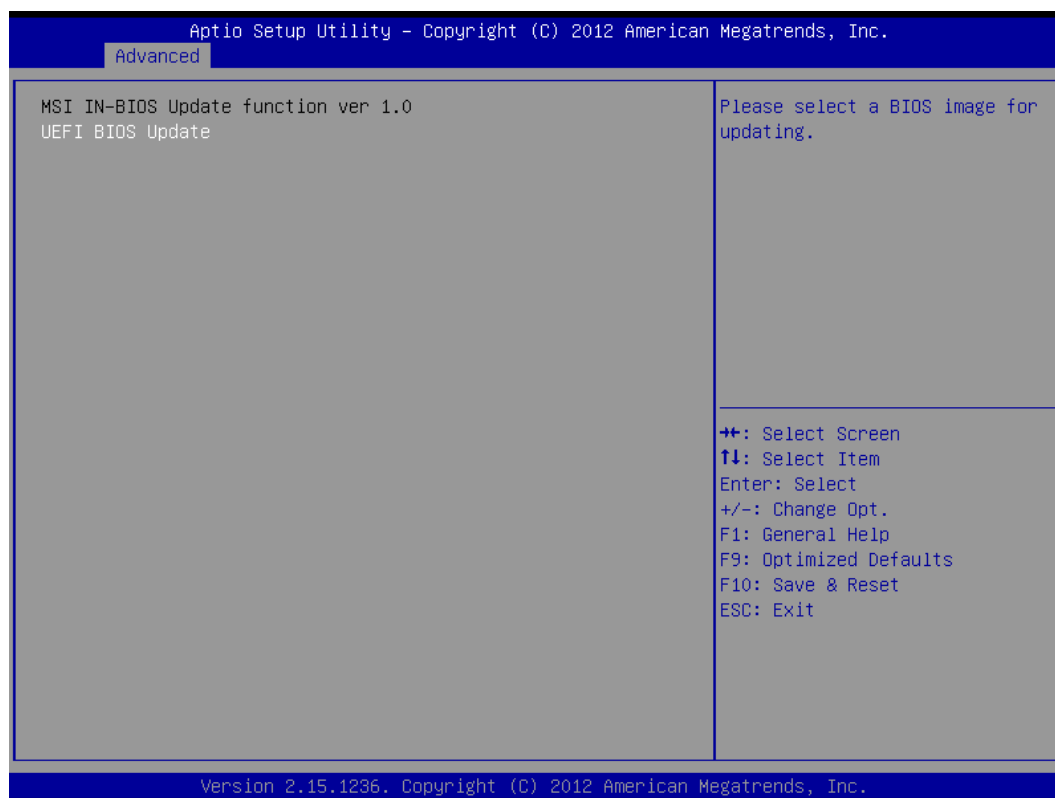 Aptio Setup Utility – Copyright (C) 2012 American Megatrends, Inc.
Advanced
MSI IN-BIOS Update function ver 1.0
UEFI BIOS Update
Please select a BIOS image for
updating.
→←: Select Screen
↑↓: Select Item
Enter: Select
+/-: Change Opt.
F1: General Help
F9: Optimized Defaults
F10: Save & Reset
ESC: Exit
Version 2.15.1236. Copyright (C) 2012 American Megatrends, Inc.